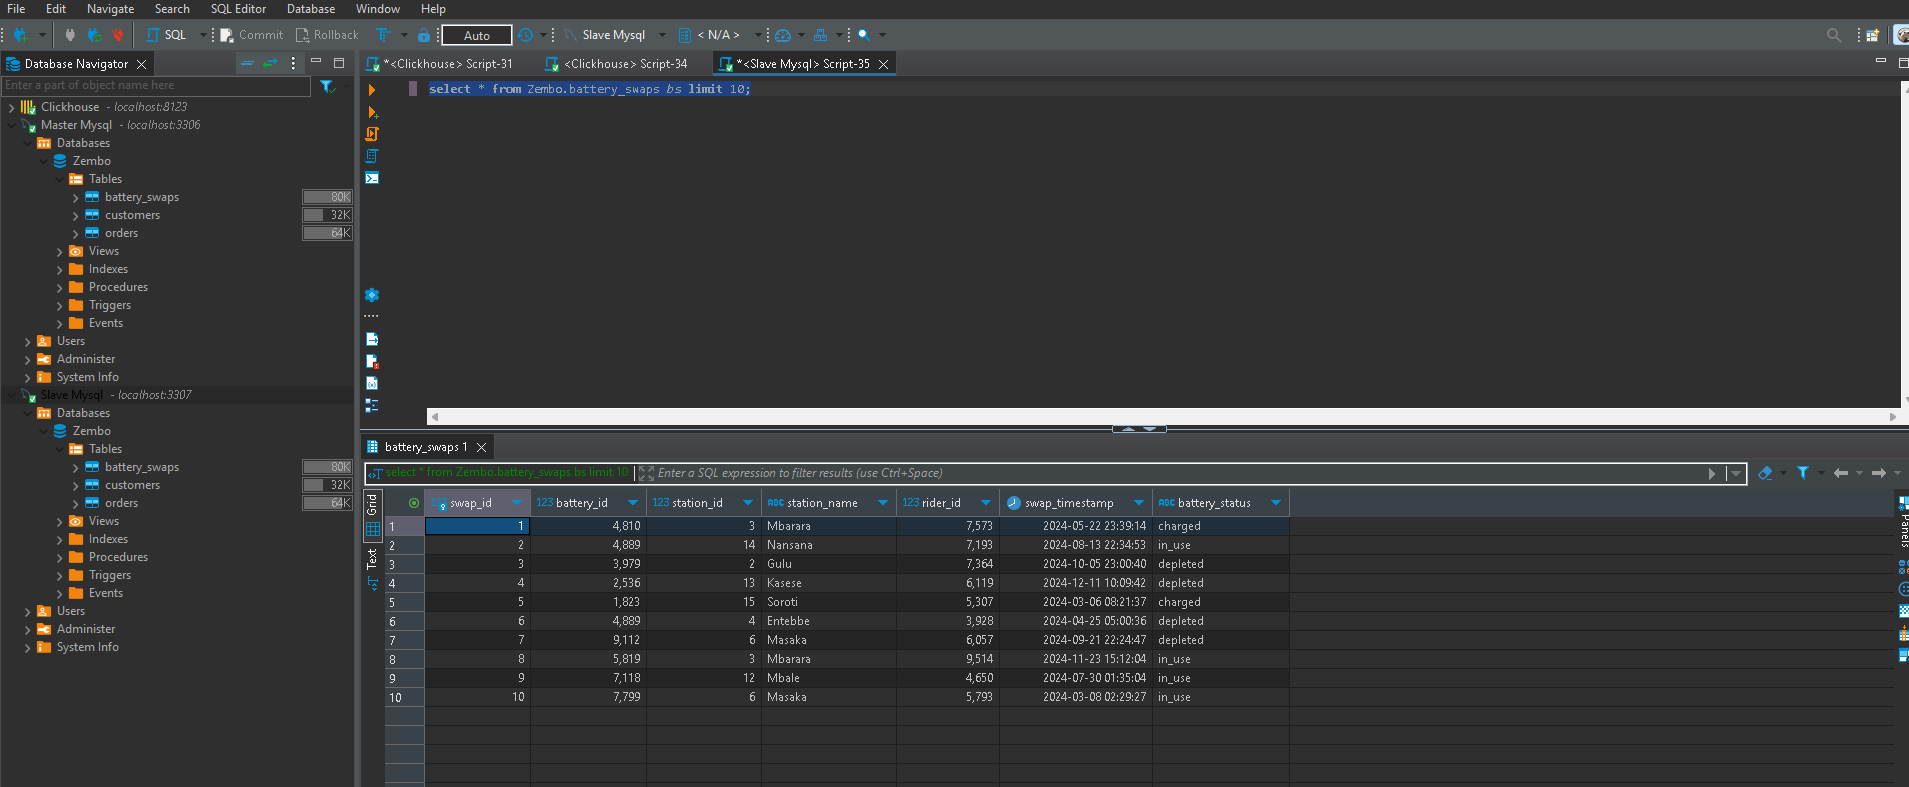 File Edit Navigate Search SQL Editor Database Window Help
SQL Commit Rollback Auto Slave Mysql < N/A >
Database Navigator
Enter a part of object name here
Clickhouse - localhost:8123
Master Mysql - localhost:3306
Databases
Zembo
Tables
battery_swaps 80K
customers 32K
orders 64K
Views
Indexes
Procedures
Triggers
Events
Users
Administer
System Info
Slave Mysql - localhost:3307
Databases
Zembo
Tables
battery_swaps 80K
customers 32K
orders 64K
Views
Indexes
Procedures
Triggers
Events
Users
Administer
System Info
*<Clickhouse> Script-31 <Clickhouse> Script-34 *<Slave Mysql> Script-35
select * from Zembo.battery_swaps bs limit 10;
battery_swaps 1
select * from Zembo.battery_swaps bs limit 10 Enter a SQL expression to filter results (use Ctrl+Space)
Grid
Text
Panels
123 swap_id 123 battery_id 123 station_id ABC station_name 123 rider_id swap_timestamp ABC battery_status
1 1 4,810 3 Mbarara 7,573 2024-05-22 23:39:14 charged
2 2 4,889 14 Nansana 7,193 2024-08-13 22:34:53 in_use
3 3 3,979 2 Gulu 7,364 2024-10-05 23:00:40 depleted
4 4 2,536 13 Kasese 6,119 2024-12-11 10:09:42 depleted
5 5 1,823 15 Soroti 5,307 2024-03-06 08:21:37 charged
6 6 4,889 4 Entebbe 3,928 2024-04-25 05:00:36 depleted
7 7 9,112 6 Masaka 6,057 2024-09-21 22:24:47 depleted
8 8 5,819 3 Mbarara 9,514 2024-11-23 15:12:04 in_use
9 9 7,118 12 Mbale 4,650 2024-07-30 01:35:04 in_use
10 10 7,799 6 Masaka 5,793 2024-03-08 02:29:27 in_use